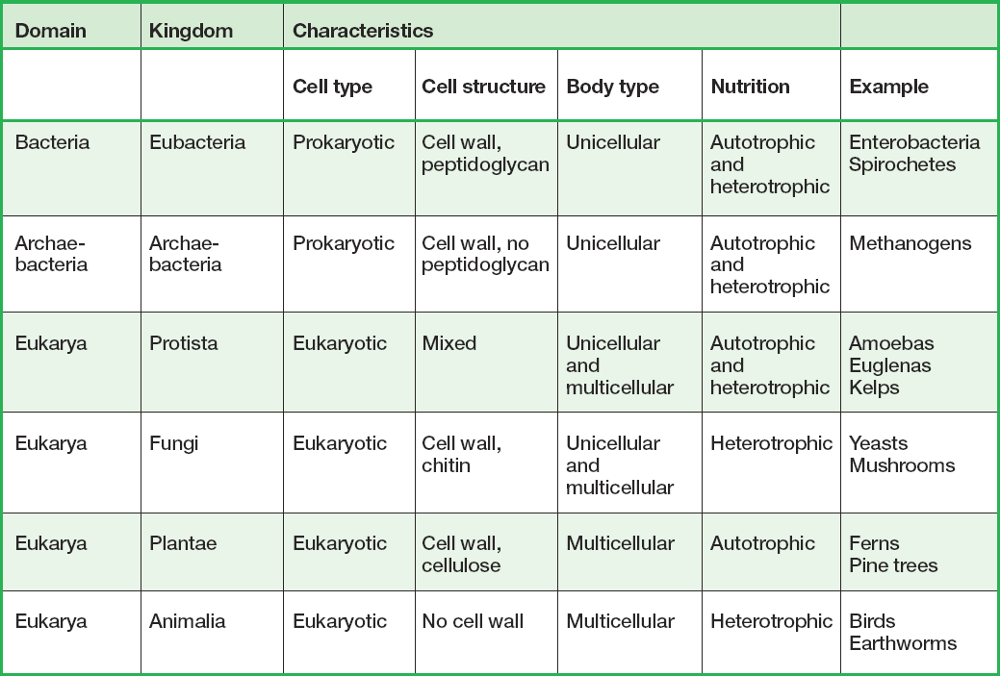 Domain Kingdom Characteristics
Cell type Cell structure Body type Nutrition Example
Bacteria Eubacteria Prokaryotic Cell wall, Unicellular Autotrophic Enterobacteria
peptidoglycan and Spirochetes
heterotrophic
Archae- Archae- Prokaryotic Cell wall, no Unicellular Autotrophic Methanogens
bacteria bacteria peptidoglycan and
heterotrophic
Eukarya Protista Eukaryotic Mixed Unicellular Autotrophic Amoebas
and and Euglenas
multicellular heterotrophic Kelps
Eukarya Fungi Eukaryotic Cell wall, Unicellular Heterotrophic Yeasts
chitin and Mushrooms
multicellular
Eukarya Plantae Eukaryotic Cell wall, Multicellular Autotrophic Ferns
cellulose Pine trees
Eukarya Animalia Eukaryotic No cell wall Multicellular Heterotrophic Birds
Earthworms